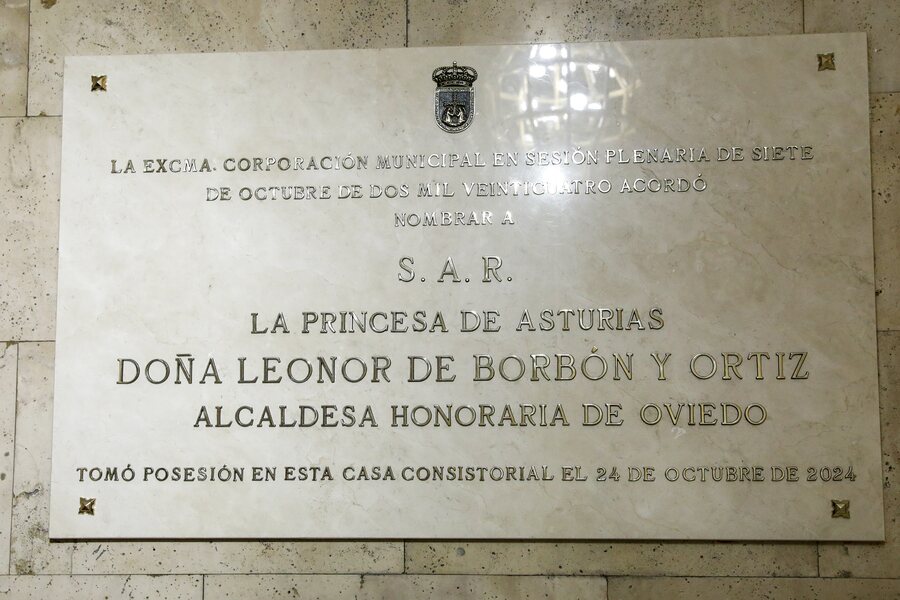 LA EXCMA. CORPORACIÓN MUNICIPAL EN SESIÓN PLENARIA DE SIETE
DE OCTUBRE DE DOS MIL VEINTICUATRO ACORDÓ
NOMBRAR A
S. A. R.
LA PRINCESA DE ASTURIAS
DOÑA LEONOR DE BORBÓN Y ORTIZ
ALCALDESA HONORARIA DE OVIEDO
TOMÓ POSESIÓN EN ESTA CASA CONSISTORIAL EL 24 DE OCTUBRE DE 2024